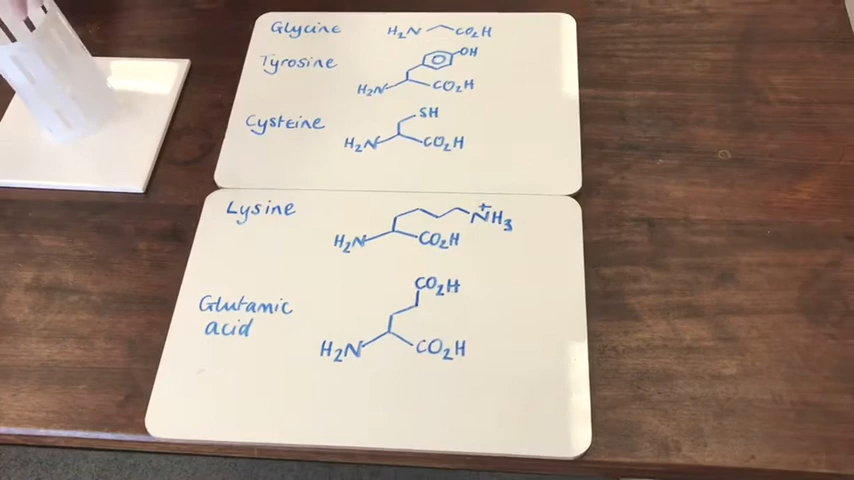 Glycine H₂N CO₂H
Tyrosine OH
H₂N CO₂H
Cysteine SH
H₂N CO₂H
Lysine N⁺H₃
H₂N CO₂H
CO₂H
Glutamic
acid
H₂N CO₂H